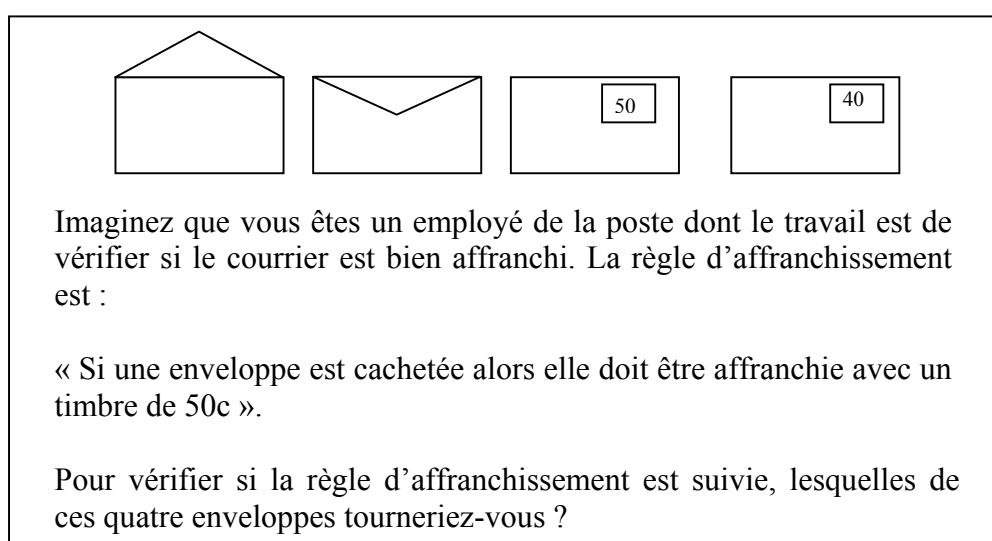 50
40
Imaginez que vous êtes un employé de la poste dont le travail est de
vérifier si le courrier est bien affranchi. La règle d’affranchissement
est :
« Si une enveloppe est cachetée alors elle doit être affranchie avec un
timbre de 50c ».
Pour vérifier si la règle d’affranchissement est suivie, lesquelles de
ces quatre enveloppes tourneriez-vous ?